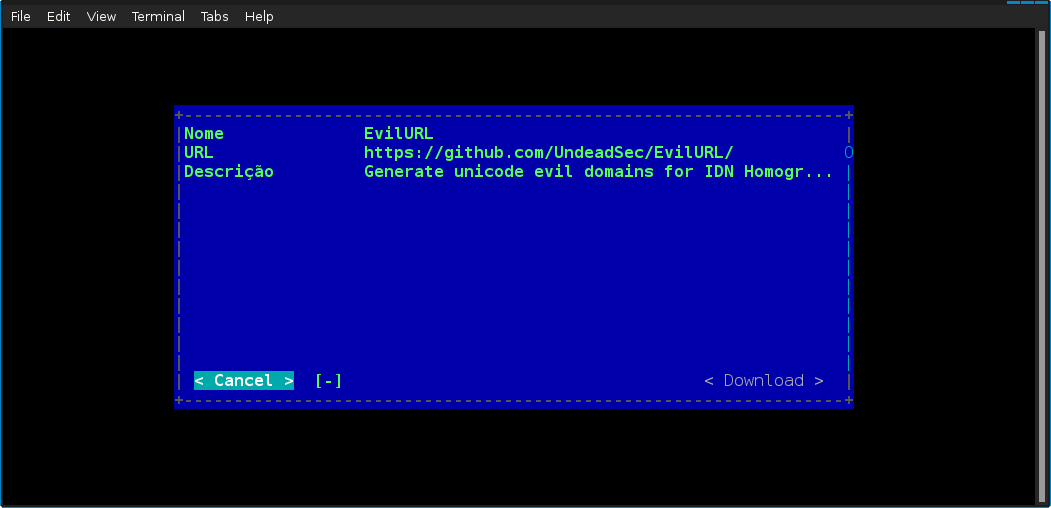 File Edit View Terminal Tabs Help
Nome EvilURL
URL https://github.com/UndeadSec/EvilURL/
Descrição Generate unicode evil domains for IDN Homogr...
< Cancel > [-] < Download >